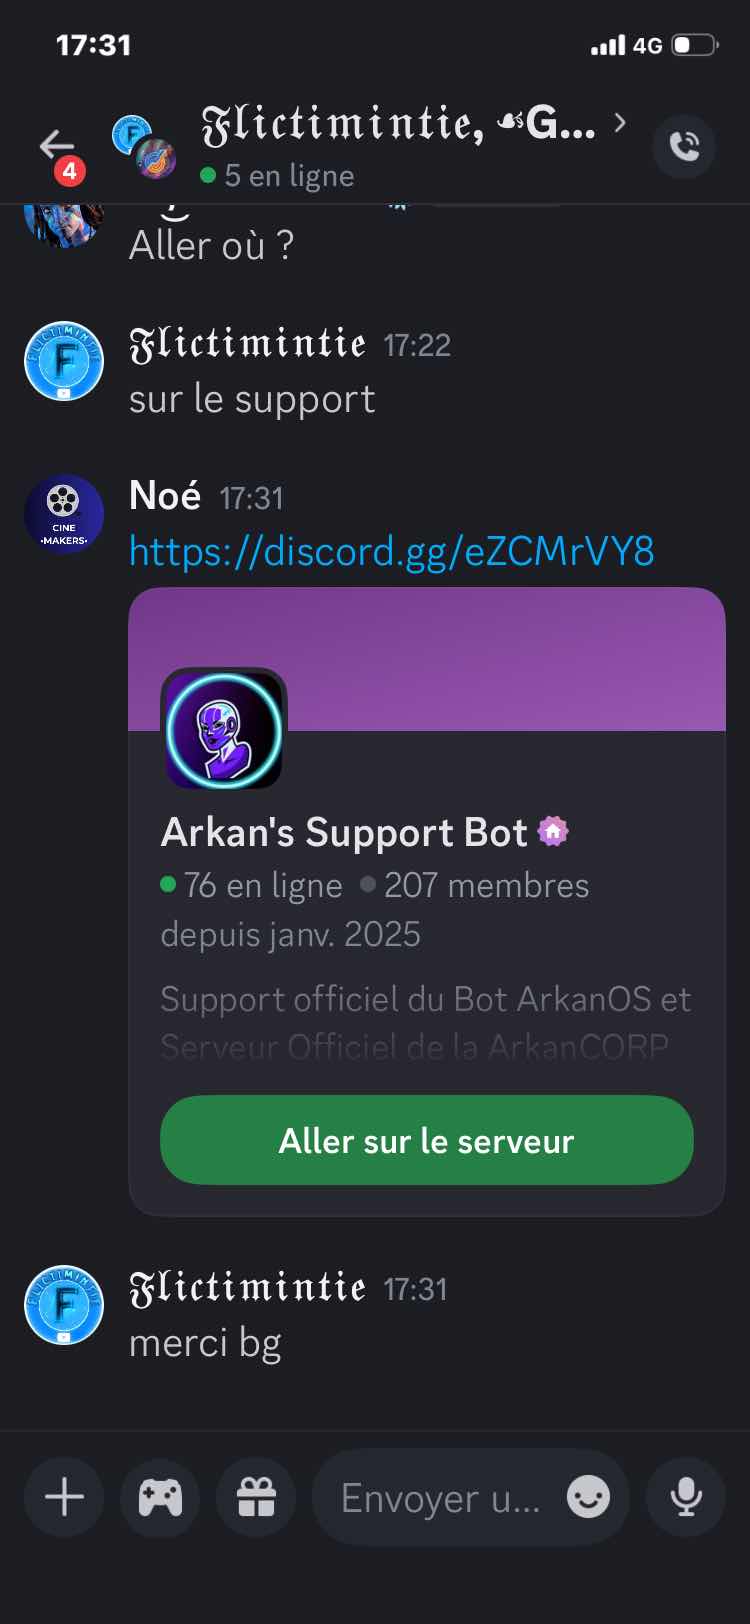 17:31
4G
4
𝕱𝖑𝖎𝖈𝖙𝖎𝖒𝖎𝖓𝖙𝖎𝖊, ☙G...
5 en ligne
Aller où ?
FLICTIMINTIE
F
𝕱𝖑𝖎𝖈𝖙𝖎𝖒𝖎𝖓𝖙𝖎𝖊 17:22
sur le support
CINE
•MAKERS•
Noé 17:31
https://discord.gg/eZCMrVY8
Arkan's Support Bot
76 en ligne 207 membres
depuis janv. 2025
Support officiel du Bot ArkanOS et
Serveur Officiel de la ArkanCORP
Aller sur le serveur
FLICTIMINTIE
F
𝕱𝖑𝖎𝖈𝖙𝖎𝖒𝖎𝖓𝖙𝖎𝖊 17:31
merci bg
Envoyer u...